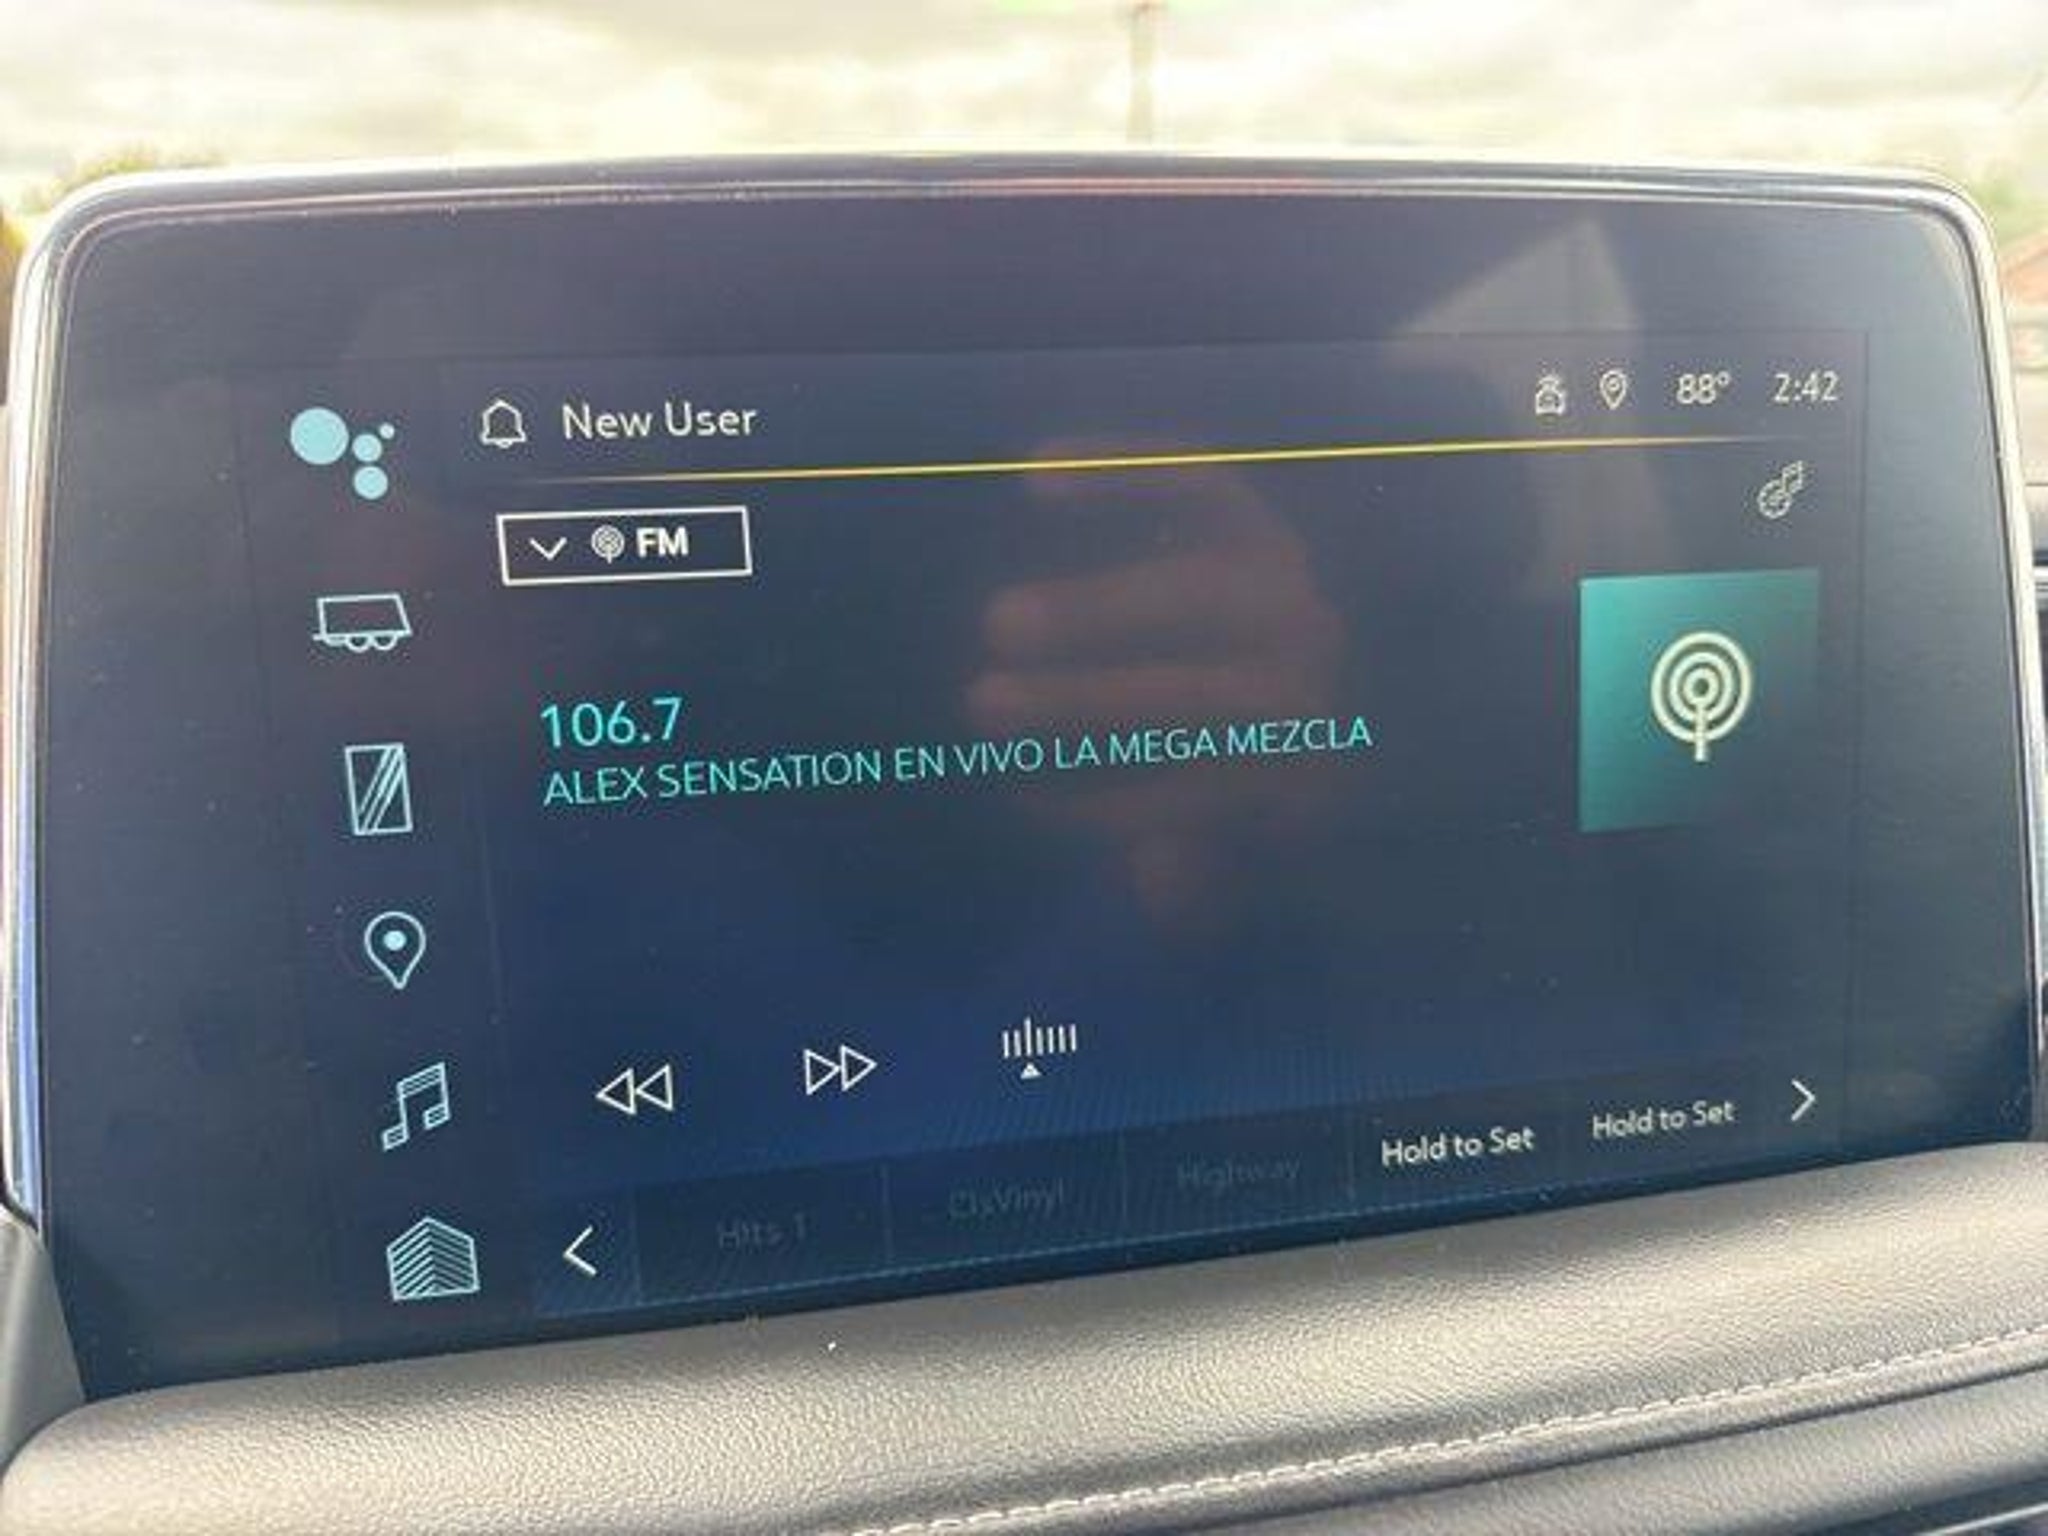 New User
88° 2:42
FM
106.7
ALEX SENSATION EN VIVO LA MEGA MEZCLA
Hits 1 ClsVinyl Highway Hold to Set Hold to Set